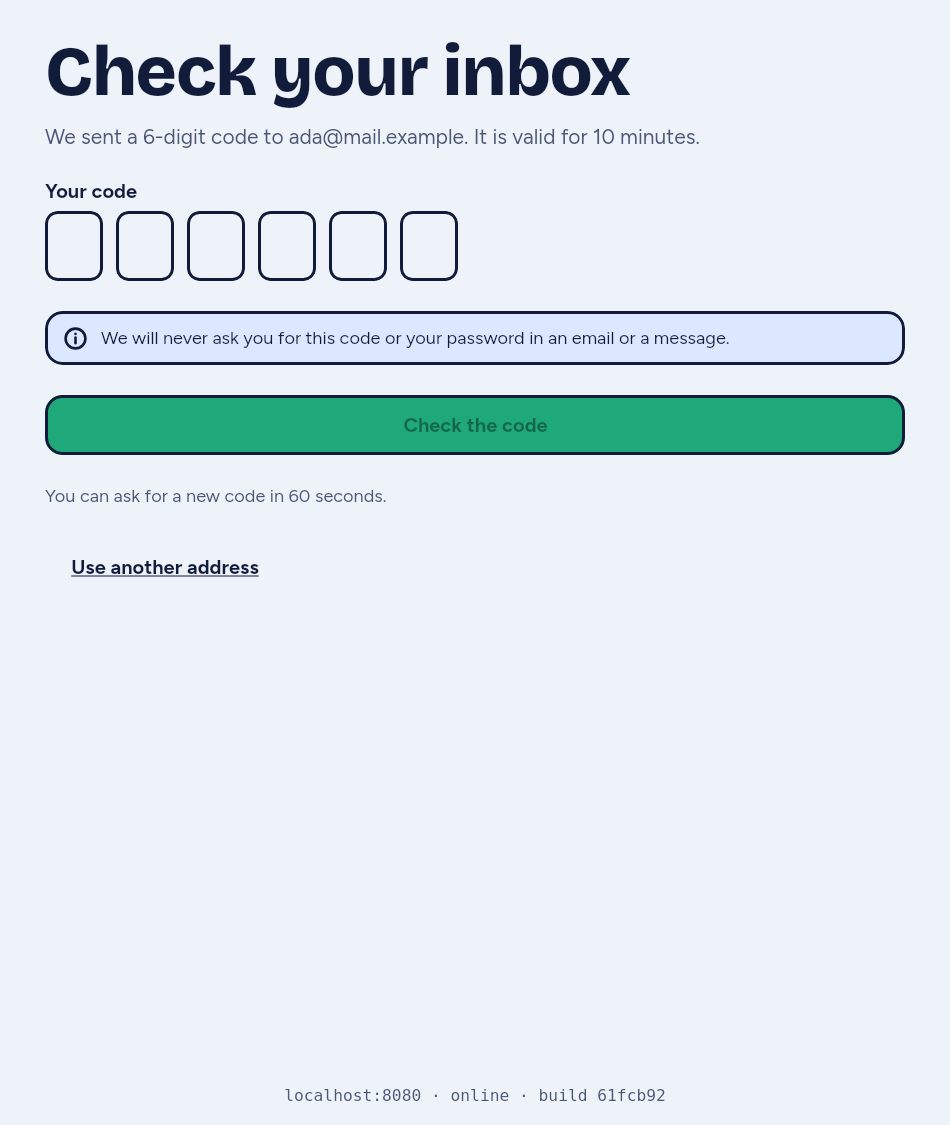 Check your inbox
We sent a 6-digit code to ada@mail.example. It is valid for 10 minutes.
Your code
We will never ask you for this code or your password in an email or a message.
Check the code
You can ask for a new code in 60 seconds.
Use another address
localhost:8080 · online · build 61fcb92